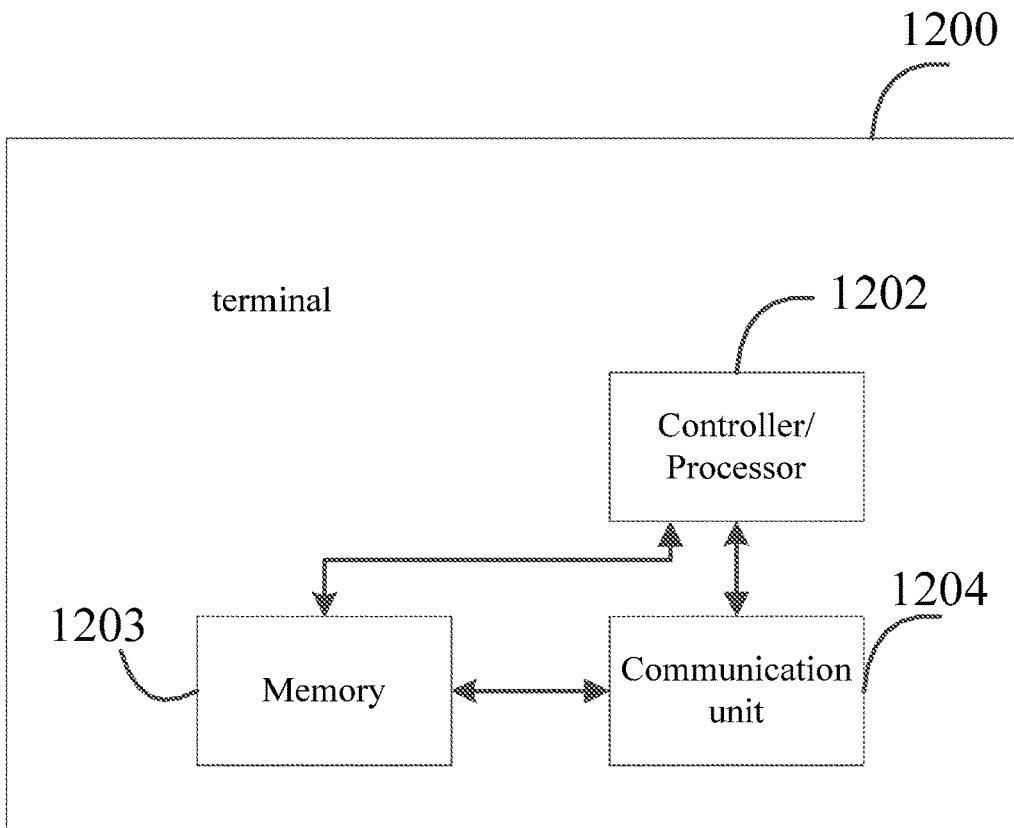 1200
terminal
1202
Controller/
Processor
1203
1204
Memory
Communication
unit